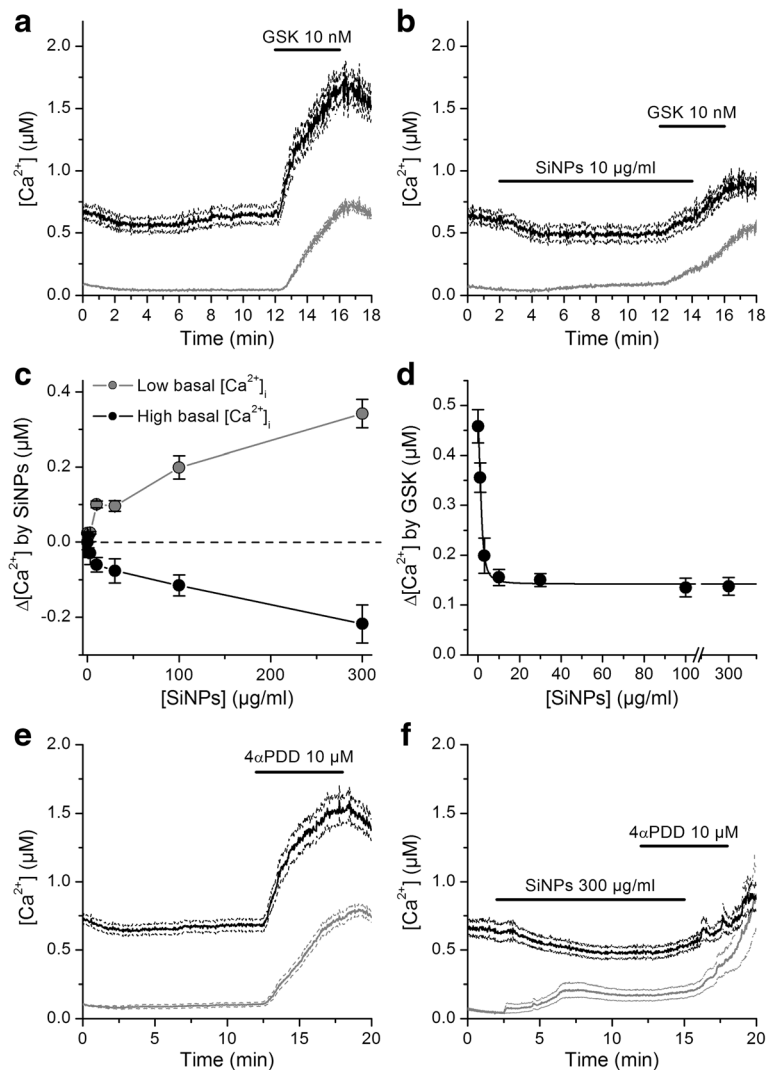 a
GSK 10 nM
[Ca²⁺] (µM)
2.0
1.5
1.0
0.5
0.0
0 2 4 6 8 10 12 14 16 18
Time (min)
b
GSK 10 nM
SiNPs 10 µg/ml
[Ca²⁺] (µM)
2.0
1.5
1.0
0.5
0.0
0 2 4 6 8 10 12 14 16 18
Time (min)
c
Low basal [Ca²⁺]ᵢ
High basal [Ca²⁺]ᵢ
Δ[Ca²⁺] by SiNPs (µM)
0.4
0.2
0.0
-0.2
0 100 200 300
[SiNPs] (µg/ml)
d
Δ[Ca²⁺] by GSK (µM)
0.5
0.4
0.3
0.2
0.1
0.0
0 20 40 60 80 100 300
[SiNPs] (µg/ml)
e
4αPDD 10 µM
[Ca²⁺] (µM)
2.0
1.5
1.0
0.5
0.0
0 5 10 15 20
Time (min)
f
4αPDD 10 µM
SiNPs 300 µg/ml
[Ca²⁺] (µM)
2.0
1.5
1.0
0.5
0.0
0 5 10 15 20
Time (min)